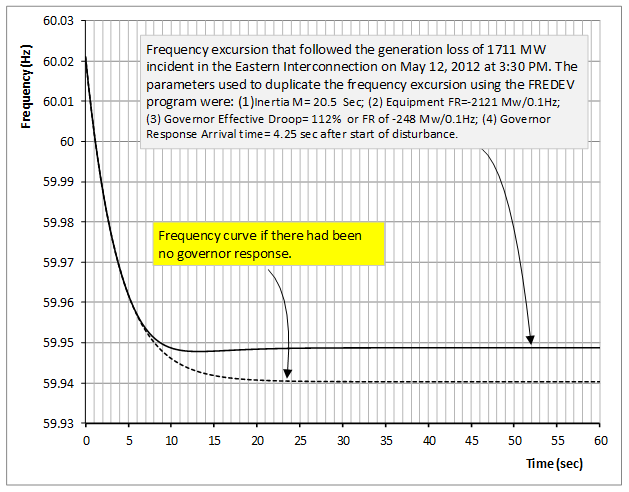 60.03
60.02
60.01
60
59.99
59.98
59.97
59.96
59.95
59.94
59.93
Frequency (Hz)
Frequency excursion that followed the generation loss of 1711 MW
incident in the Eastern Interconnection on May 12, 2012 at 3:30 PM. The
parameters used to duplicate the frequency excursion using the FREDEV
program were: (1)Inertia M= 20.5 Sec; (2) Equipment FR=-2121 Mw/0.1Hz;
(3) Governor Effective Droop= 112% or FR of -248 Mw/0.1Hz; (4) Governor
Response Arrival time= 4.25 sec after start of disturbance.
Frequency curve if there had been
no governor response.
0 5 10 15 20 25 30 35 40 45 50 55 60
Time (sec)